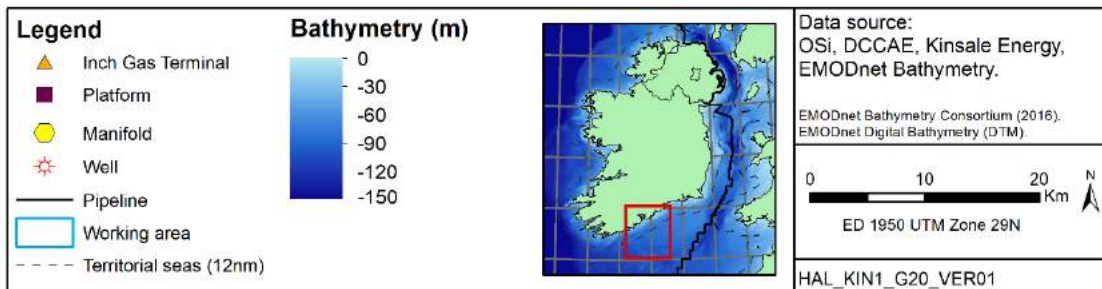 Legend
Inch Gas Terminal
Platform
Manifold
Well
Pipeline
Working area
Territorial seas (12nm)
Bathymetry (m)
0
-30
-60
-90
-120
-150
Data source:
OSi, DCCAE, Kinsale Energy,
EMODnet Bathymetry.
EMODnet Bathymetry Consortium (2016).
EMODnet Digital Bathymetry (DTM).
0 10 20
Km
N
ED 1950 UTM Zone 29N
HAL_KIN1_G20_VER01